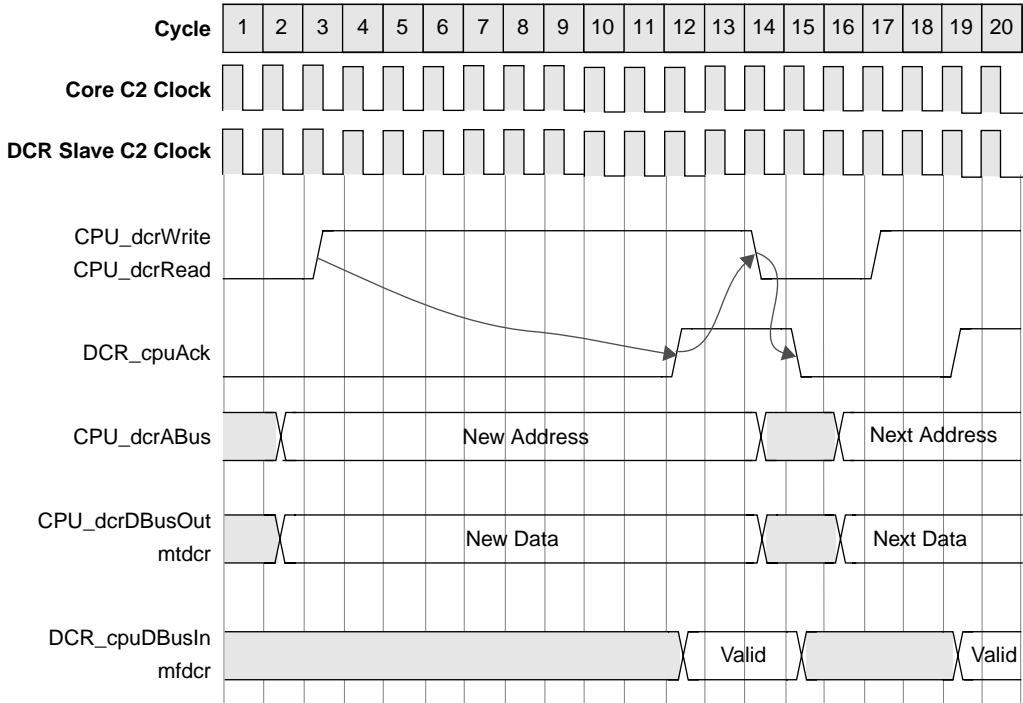 Cycle 1 2 3 4 5 6 7 8 9 10 11 12 13 14 15 16 17 18 19 20
Core C2 Clock
DCR Slave C2 Clock
CPU_dcrWrite
CPU_dcrRead
DCR_cpuAck
CPU_dcrABus New Address Next Address
CPU_dcrDBusOut
mtdcr
New Data Next Data
DCR_cpuDBusIn
mfdcr
Valid Valid